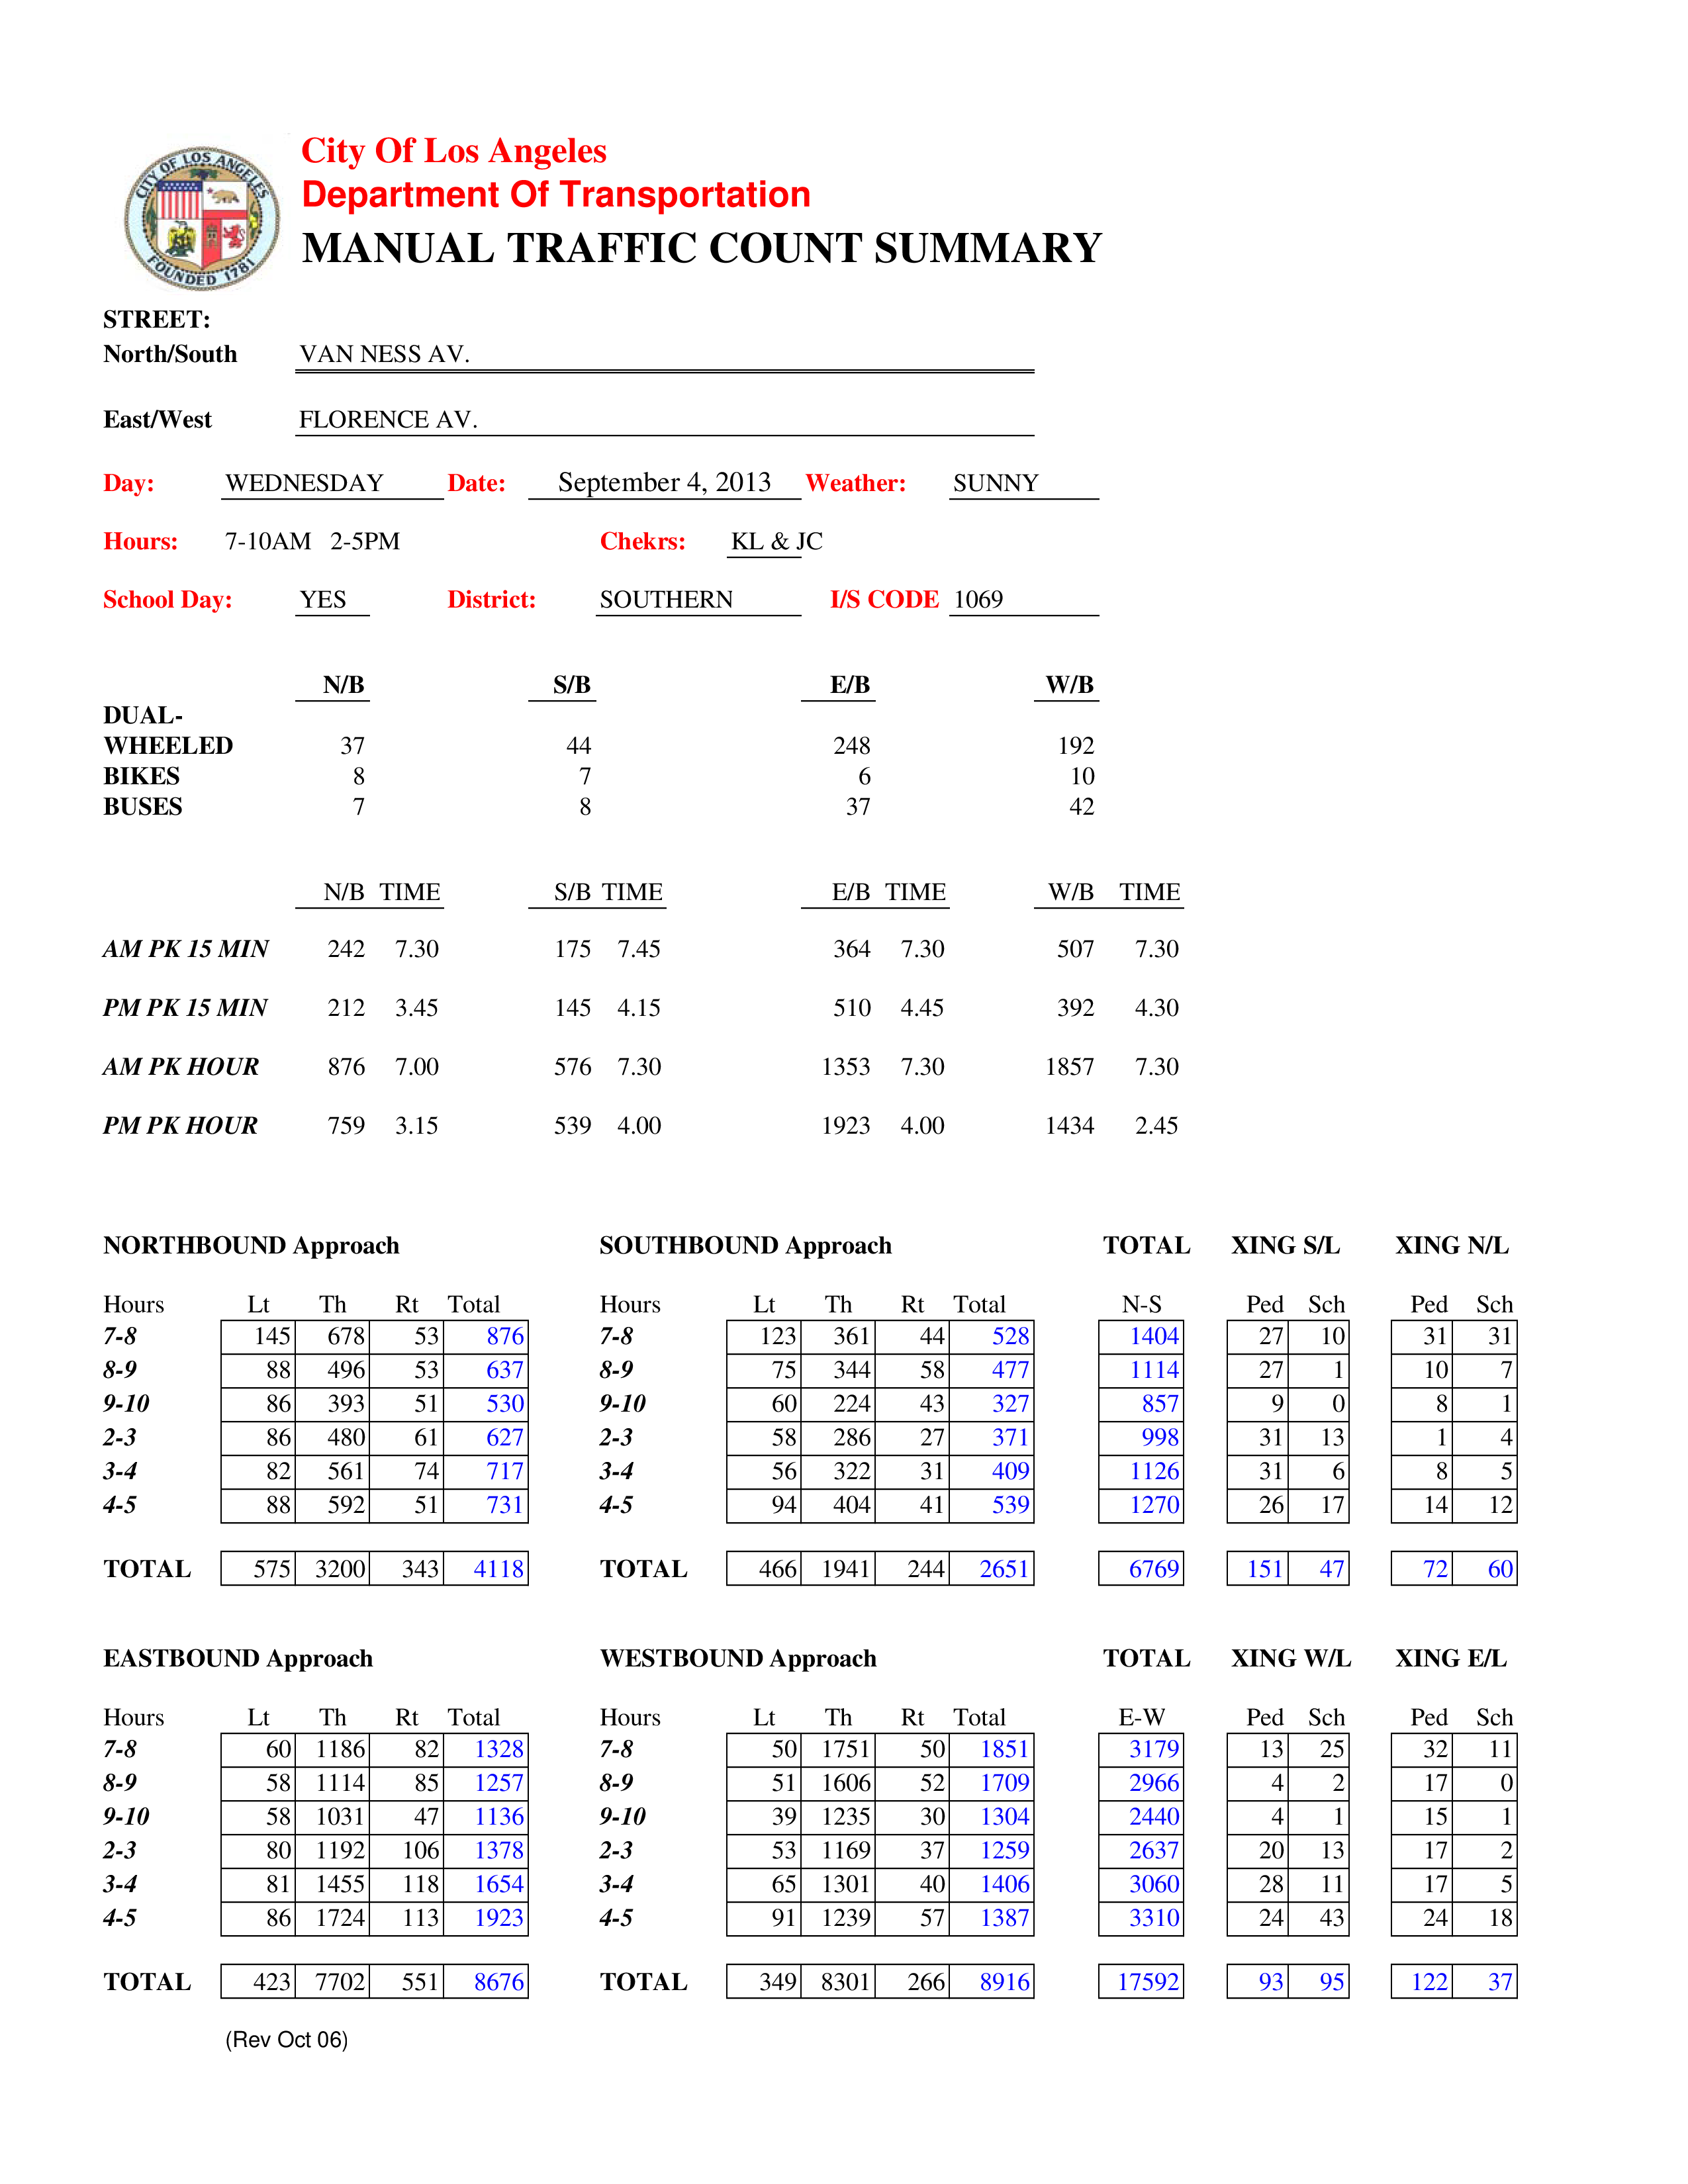 CITY OF LOS ANGELES
FOUNDED 1781
City Of Los Angeles
Department Of Transportation
MANUAL TRAFFIC COUNT SUMMARY
STREET:
North/South VAN NESS AV.
East/West FLORENCE AV.
Day: WEDNESDAY Date: September 4, 2013 Weather: SUNNY
Hours: 7-10AM 2-5PM Chekrs: KL & JC
School Day: YES District: SOUTHERN I/S CODE 1069
N/B S/B E/B W/B
DUAL-
WHEELED 37 44 248 192
BIKES 8 7 6 10
BUSES 7 8 37 42
N/B TIME S/B TIME E/B TIME W/B TIME
AM PK 15 MIN 242 7.30 175 7.45 364 7.30 507 7.30
PM PK 15 MIN 212 3.45 145 4.15 510 4.45 392 4.30
AM PK HOUR 876 7.00 576 7.30 1353 7.30 1857 7.30
PM PK HOUR 759 3.15 539 4.00 1923 4.00 1434 2.45
NORTHBOUND Approach SOUTHBOUND Approach TOTAL XING S/L XING N/L
Hours Lt Th Rt Total Hours Lt Th Rt Total N-S Ped Sch Ped Sch
7-8 145 678 53 876 7-8 123 361 44 528 1404 27 10 31 31
8-9 88 496 53 637 8-9 75 344 58 477 1114 27 1 10 7
9-10 86 393 51 530 9-10 60 224 43 327 857 9 0 8 1
2-3 86 480 61 627 2-3 58 286 27 371 998 31 13 1 4
3-4 82 561 74 717 3-4 56 322 31 409 1126 31 6 8 5
4-5 88 592 51 731 4-5 94 404 41 539 1270 26 17 14 12
TOTAL 575 3200 343 4118 TOTAL 466 1941 244 2651 6769 151 47 72 60
EASTBOUND Approach WESTBOUND Approach TOTAL XING W/L XING E/L
Hours Lt Th Rt Total Hours Lt Th Rt Total E-W Ped Sch Ped Sch
7-8 60 1186 82 1328 7-8 50 1751 50 1851 3179 13 25 32 11
8-9 58 1114 85 1257 8-9 51 1606 52 1709 2966 4 2 17 0
9-10 58 1031 47 1136 9-10 39 1235 30 1304 2440 4 1 15 1
2-3 80 1192 106 1378 2-3 53 1169 37 1259 2637 20 13 17 2
3-4 81 1455 118 1654 3-4 65 1301 40 1406 3060 28 11 17 5
4-5 86 1724 113 1923 4-5 91 1239 57 1387 3310 24 43 24 18
TOTAL 423 7702 551 8676 TOTAL 349 8301 266 8916 17592 93 95 122 37
(Rev Oct 06)